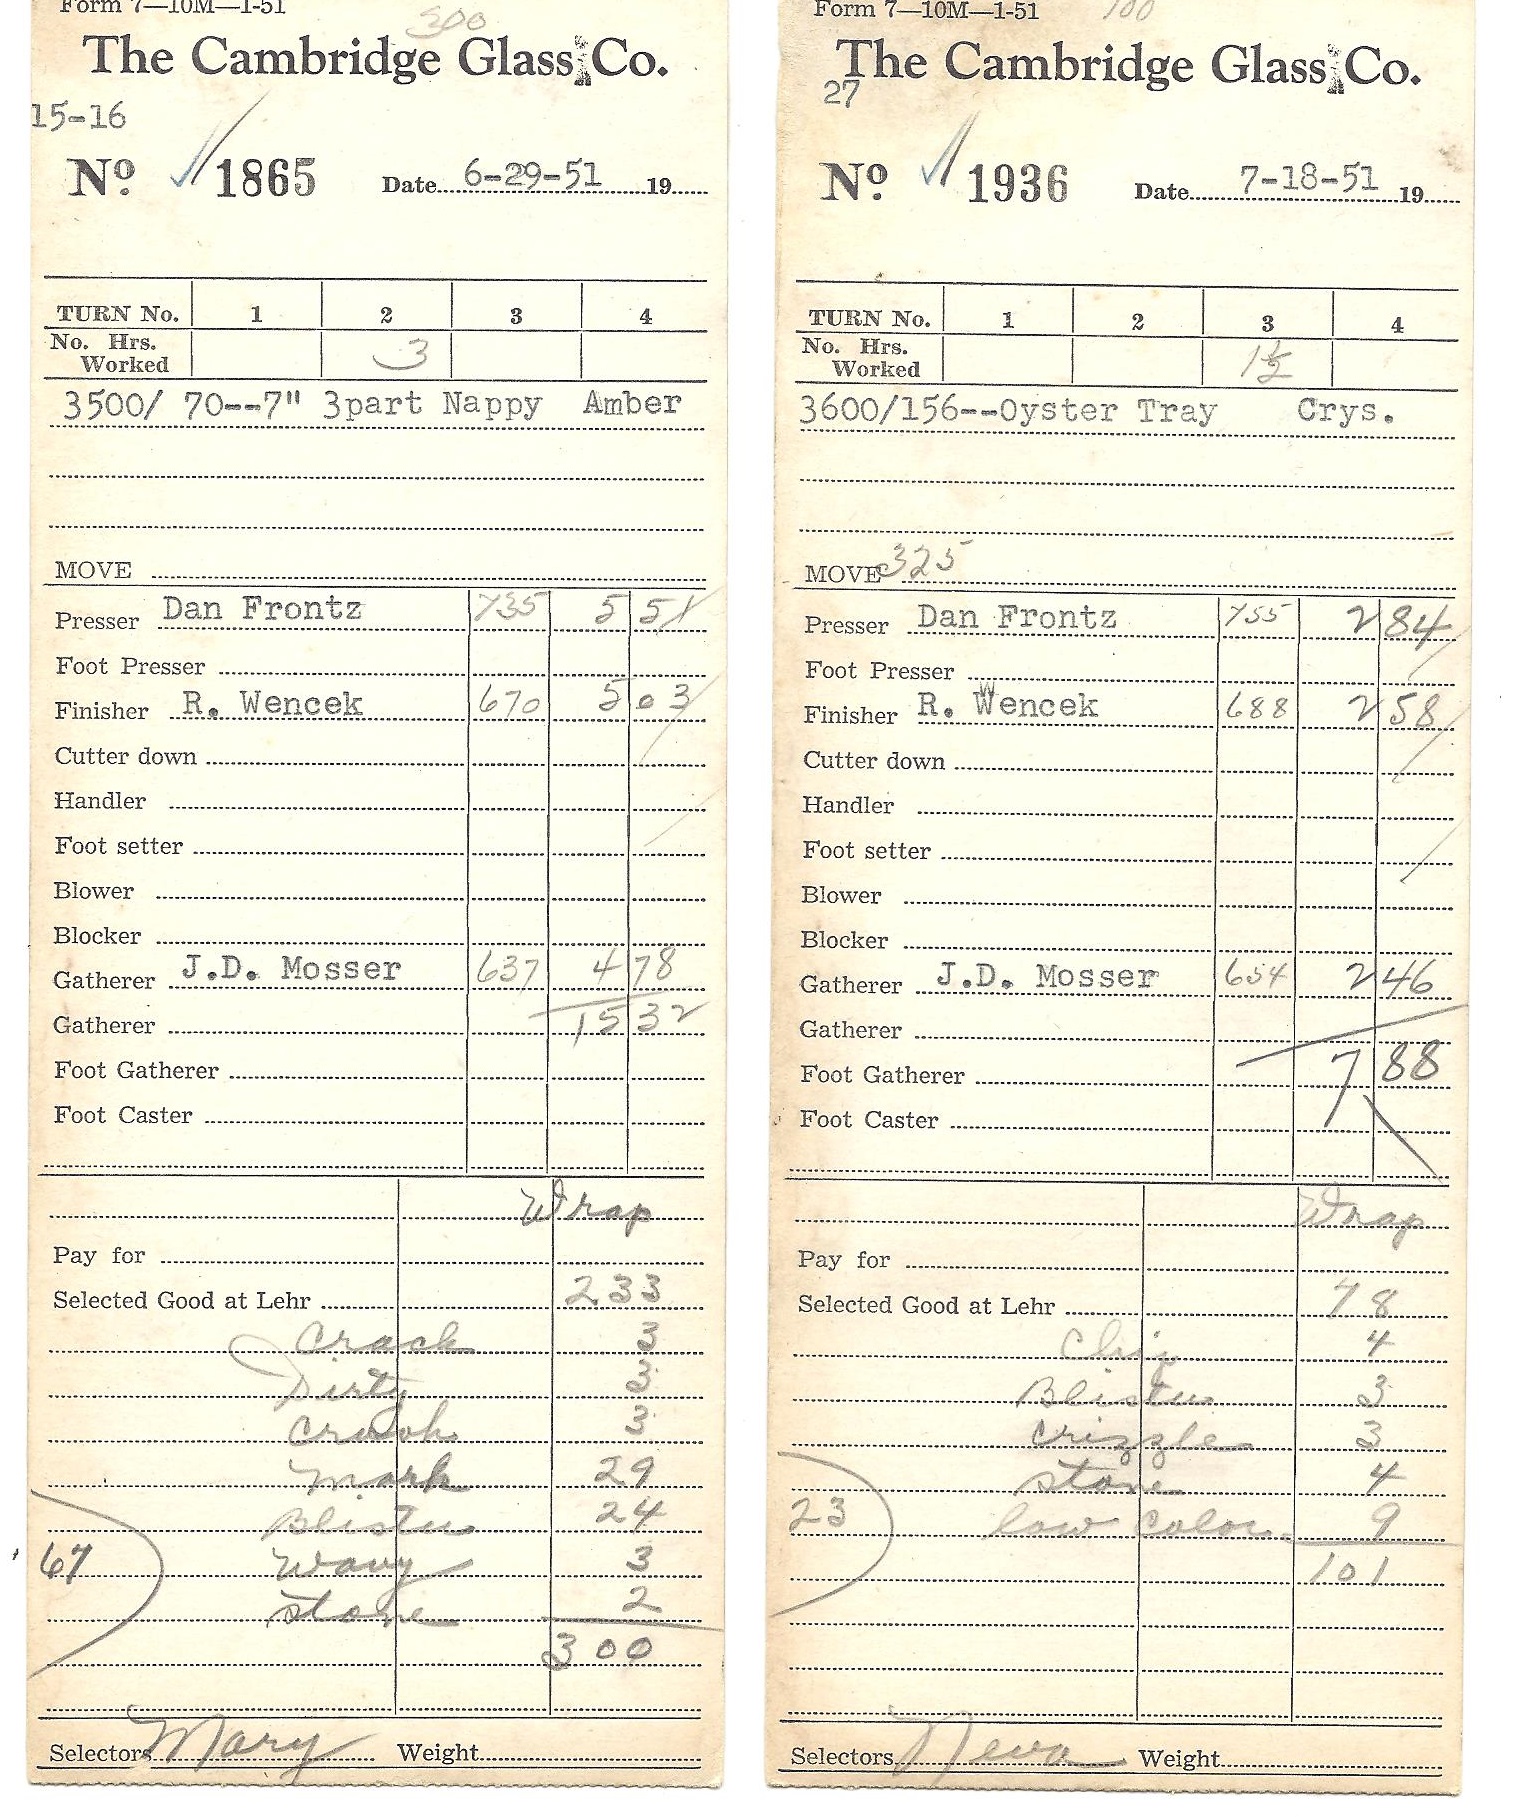 Form 7—10M—1-51
300
The Cambridge Glass Co.
15-16
No. 1865 Date 6-29-51 19
TURN No. 1 2 3 4
No. Hrs. Worked 3
3500/ 70--7" 3part Nappy Amber
MOVE
Presser Dan Frontz 735 5 51
Foot Presser
Finisher R. Wencek 670 5 03
Cutter down
Handler
Foot setter
Blower
Blocker
Gatherer J.D. Mosser 637 4 78
Gatherer 15 32
Foot Gatherer
Foot Caster
Wrap
Pay for
Selected Good at Lehr 233
Crack 3
Dirty 3
3
mark 29
Blister 24
67 Wavy 3
stone 2
300
Selectors Mary Weight
Form 7—10M—1-51
100
The Cambridge Glass Co.
27
No. 1936 Date 7-18-51 19
TURN No. 1 2 3 4
No. Hrs. Worked 1½
3600/156--Oyster Tray Crys.
MOVE 325
Presser Dan Frontz 755 2 84
Foot Presser
Finisher R. Wencek 688 2 58
Cutter down
Handler
Foot setter
Blower
Blocker
Gatherer J.D. Mosser 654 2 46
Gatherer
Foot Gatherer 7 88
Foot Caster
Wrap
Pay for
Selected Good at Lehr 78
Chip 4
Blister 3
crizzle 3
stone 4
23 low color 9
101
Selectors Neva Weight